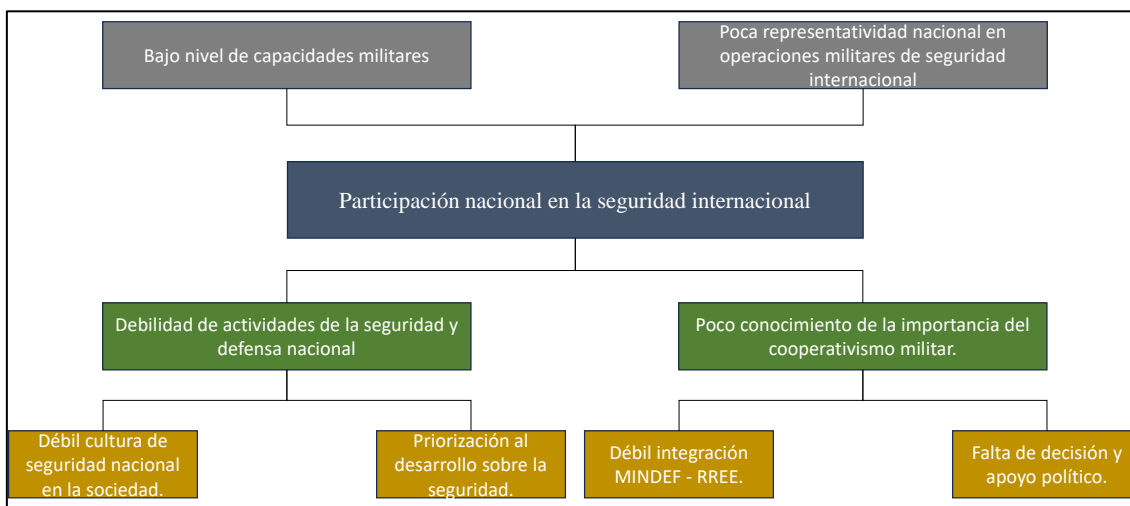 Bajo nivel de capacidades militares
Poca representatividad nacional en
operaciones militares de seguridad
internacional
Participación nacional en la seguridad internacional
Debilidad de actividades de la seguridad y
defensa nacional
Poco conocimiento de la importancia del
cooperativismo militar.
Débil cultura de
seguridad nacional
en la sociedad.
Priorización al
desarrollo sobre la
seguridad.
Débil integración
MINDEF - RREE.
Falta de decisión y
apoyo político.